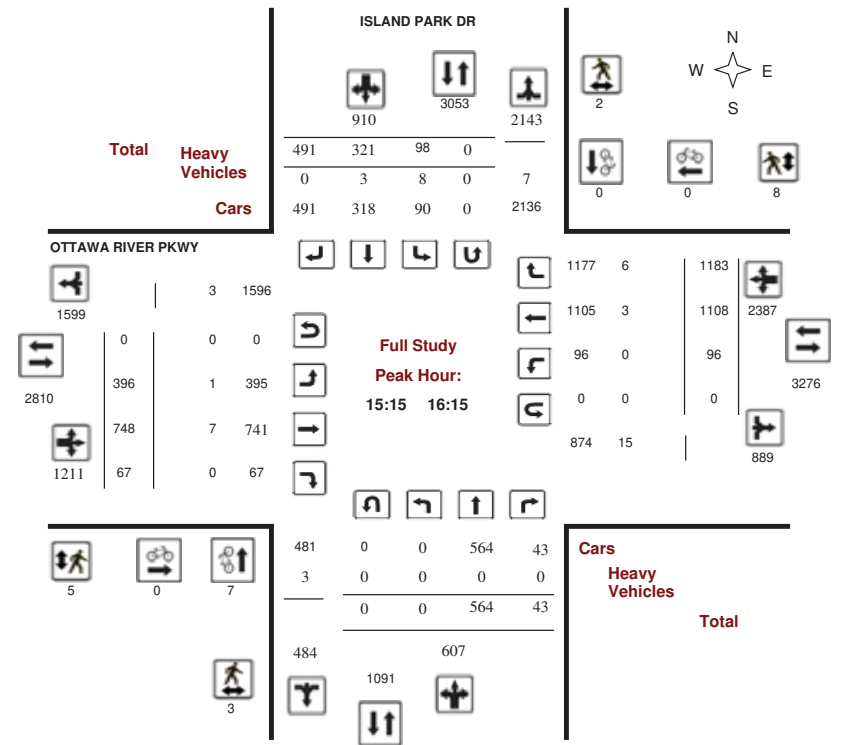 ISLAND PARK DR
N
W E
S
3053
2
910 2143
Total Heavy Vehicles
Cars
491 321 98 0
0 3 8 0 7
491 318 90 0 2136
0 0 8
OTTAWA RIVER PKWY
1599
3 1596
0 0 0
2810
396 1 395
748 7 741
1211 67 0 67
Full Study
Peak Hour:
15:15 16:15
1177 6 1183
1105 3 1108 2387
96 0 96
3276
0 0 0
874 15
889
5 0 7
3
481 0 0 564 43
3 0 0 0 0
0 0 564 43
484 607
1091
Cars
Heavy
Vehicles
Total